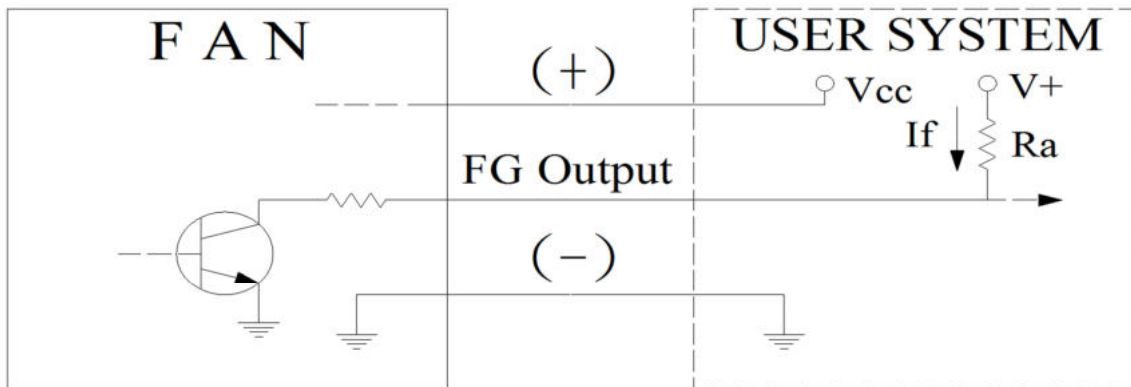 F A N
USER SYSTEM
(+)
Vcc
V+
If
Ra
FG Output
(-)